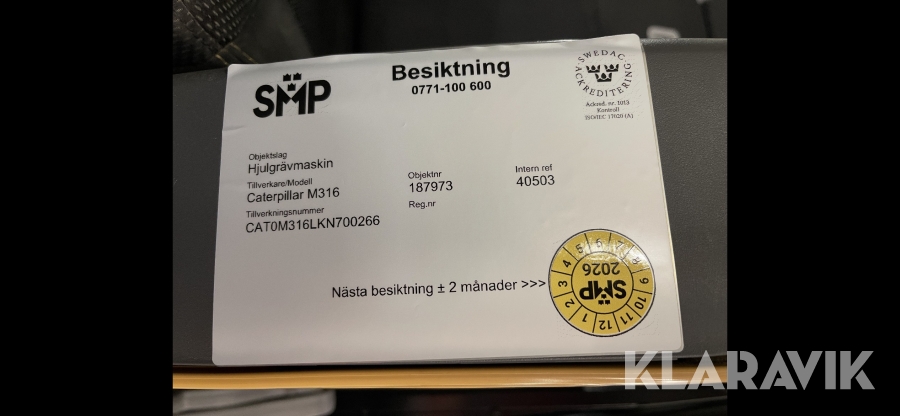 SMP
Besiktning
0771-100 600
SWEDAC
ACKREDITERING
Ackred. nr. 1013
Kontroll
ISO/IEC 17020 (A)
Objektslag
Hjulgrävmaskin
Tillverkare/Modell
Caterpillar M316
Tillverkningsnummer
CAT0M316LKN700266
Objektnr
187973
Reg.nr
Intern ref
40503
Nästa besiktning ± 2 månader >>>
1 2 3 4 5 6 7 8 9 10 11 12
2026
SMP
KLARAVIK